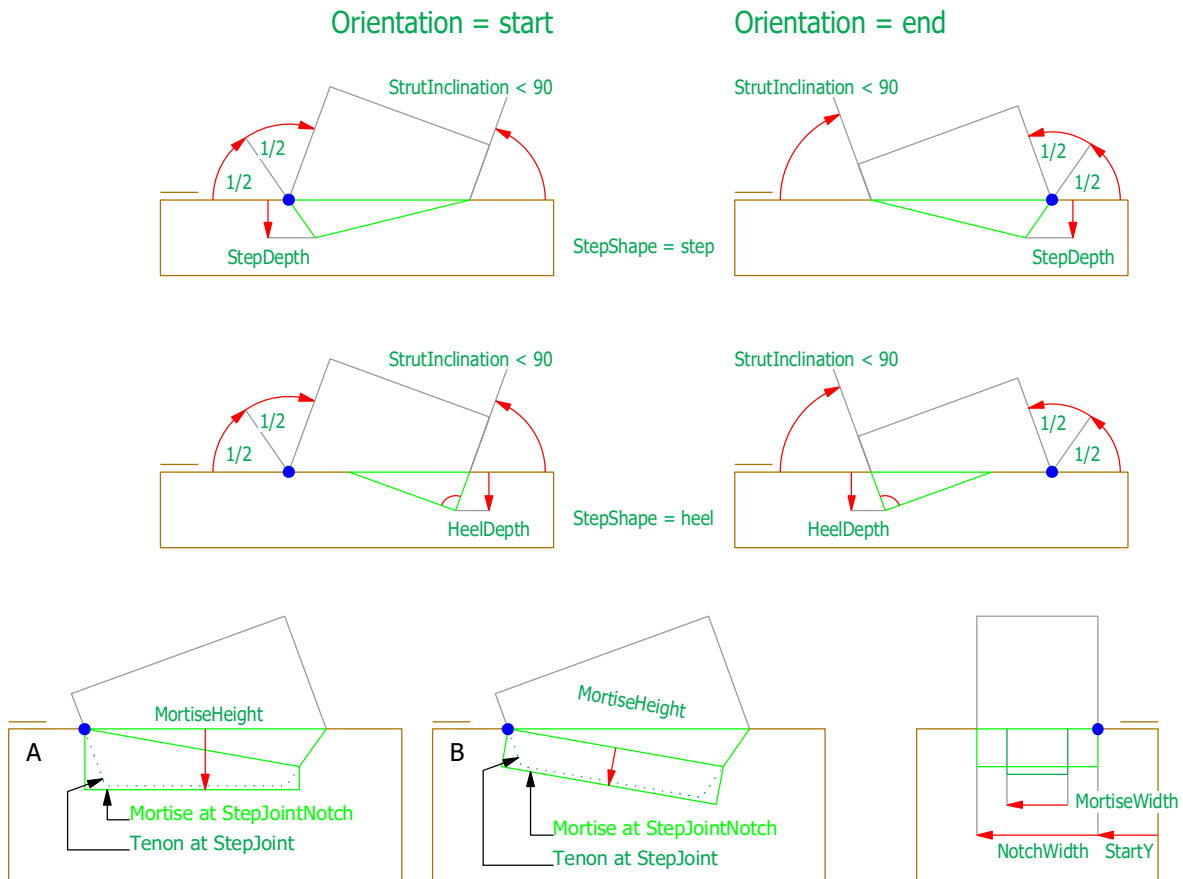 Orientation = start
Orientation = end
StrutInclination < 90
StrutInclination < 90
1/2
1/2
1/2
1/2
StepDepth
StepShape = step
StepDepth
StrutInclination < 90
StrutInclination < 90
1/2
1/2
1/2
1/2
HeelDepth
StepShape = heel
HeelDepth
MortiseHeight
MortiseHeight
A
B
Mortise at StepJointNotch
Tenon at StepJoint
Mortise at StepJointNotch
Tenon at StepJoint
MortiseWidth
NotchWidth
StartY